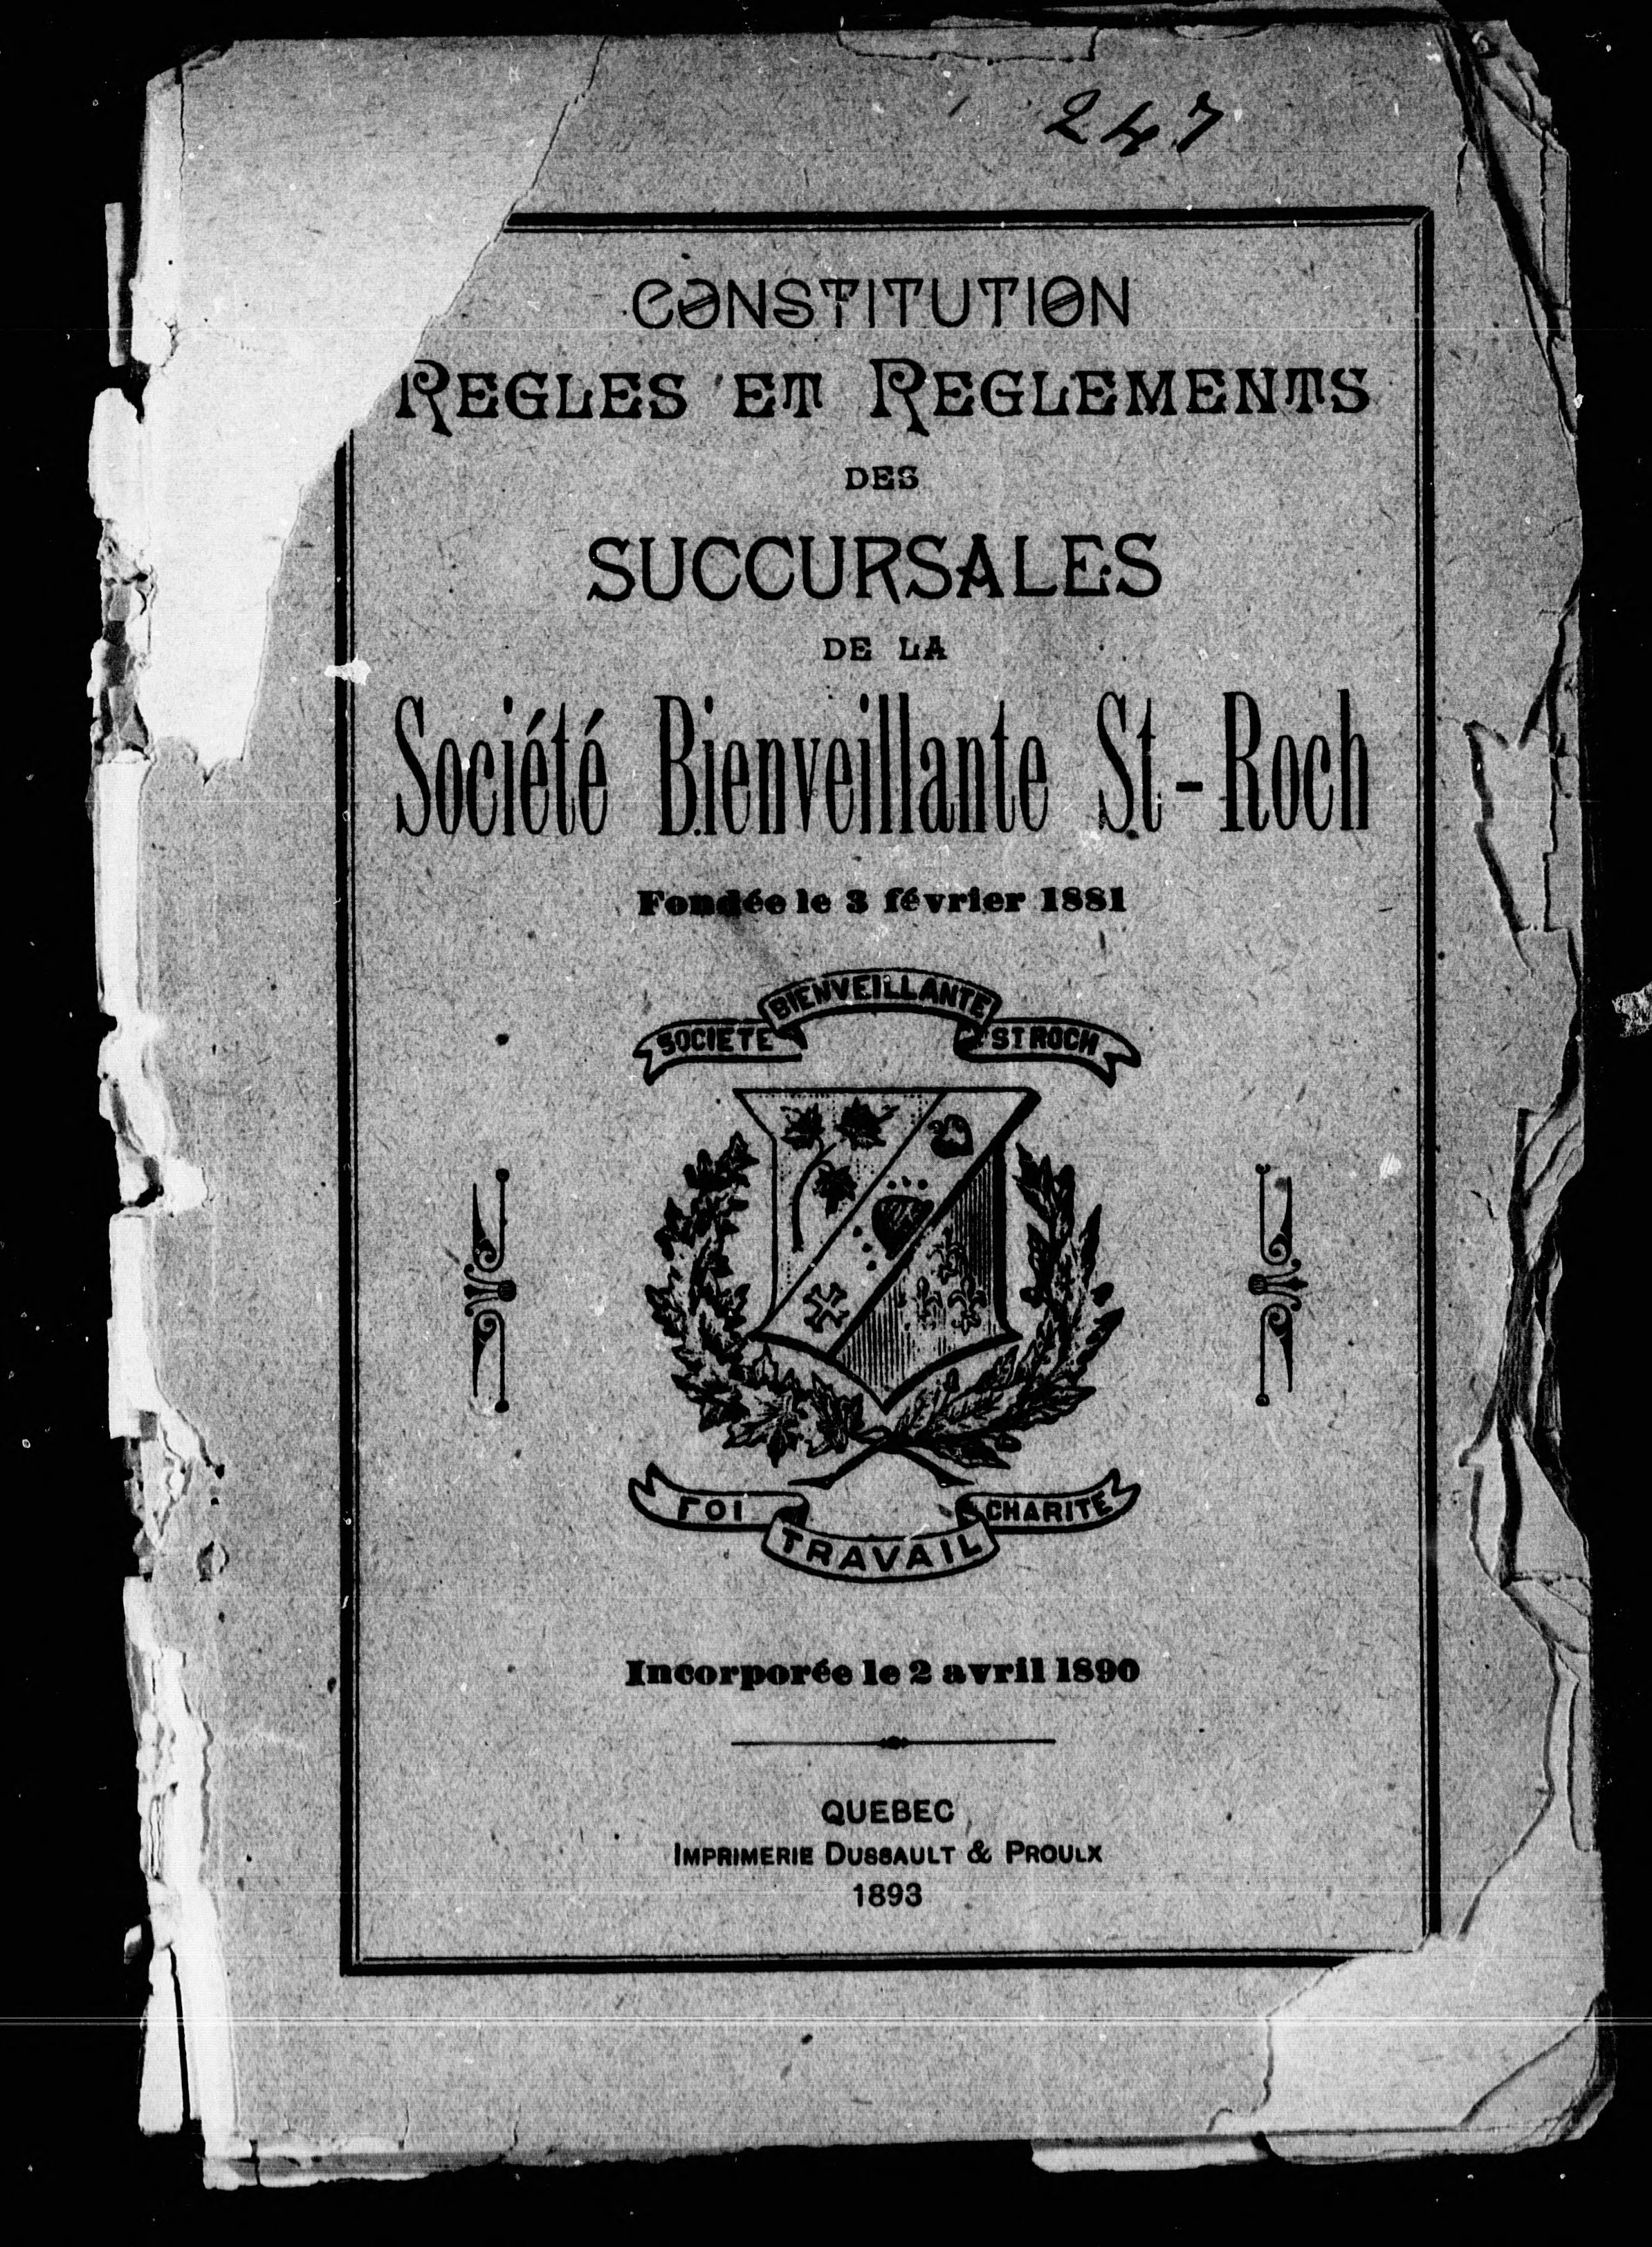 247
CONSTITUTION
REGLES ET REGLEMENTS
DES
SUCCURSALES
DE LA
Société Bienveillante St-Roch
Fondée le 3 février 1881
SOCIETE BIENVEILLANTE ST ROCH
FOI TRAVAIL CHARITE
Incorporée le 2 avril 1890
QUEBEC
IMPRIMERIE DUSSAULT & PROULX
1893